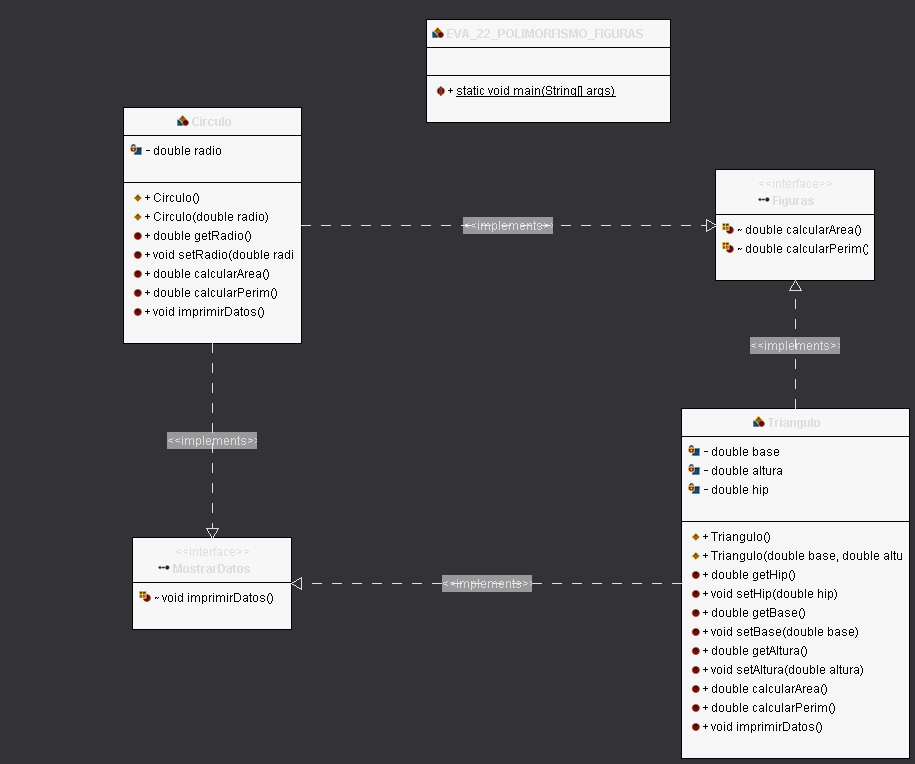 EVA_22_POLIMORFISMO_FIGURAS
+ static void main(String[] args)
Circulo
- double radio
+ Circulo()
+ Circulo(double radio)
+ double getRadio()
+ void setRadio(double radi
+ double calcularArea()
+ double calcularPerim()
+ void imprimirDatos()
<<implements>>
<<interface>>
Figuras
~ double calcularArea()
~ double calcularPerim(
<<implements>>
<<implements>>
Triangulo
- double base
- double altura
- double hip
+ Triangulo()
+ Triangulo(double base, double altu
+ double getHip()
+ void setHip(double hip)
+ double getBase()
+ void setBase(double base)
+ double getAltura()
+ void setAltura(double altura)
+ double calcularArea()
+ double calcularPerim()
+ void imprimirDatos()
<<interface>>
MostrarDatos
~ void imprimirDatos()
<<implements>>